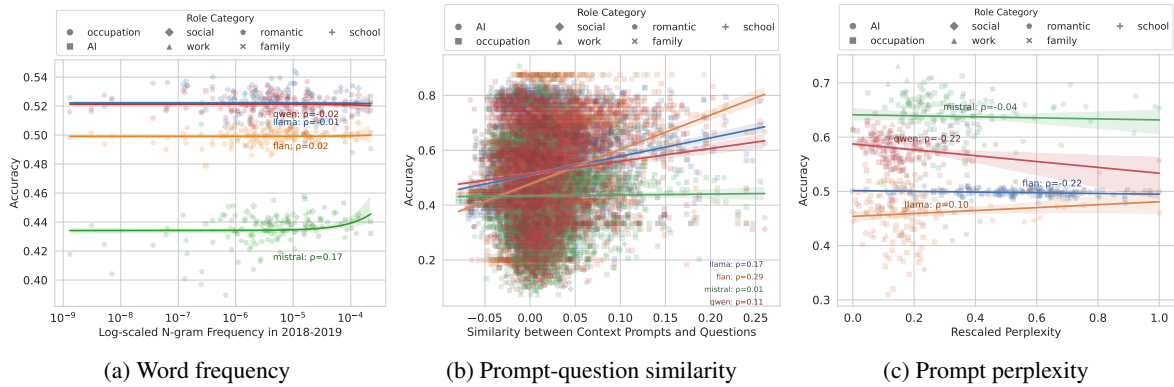 Role Category
occupation social romantic school
AI work family
0.54
0.52
0.50
0.48
0.46
0.44
0.42
0.40
Accuracy
qwen: ρ=-0.02
llama: ρ=-0.01
flan: ρ=0.02
mistral: ρ=0.17
10⁻⁹ 10⁻⁸ 10⁻⁷ 10⁻⁶ 10⁻⁵ 10⁻⁴
Log-scaled N-gram Frequency in 2018-2019
(a) Word frequency
Role Category
AI social romantic school
occupation work family
0.8
0.6
0.4
0.2
Accuracy
llama: ρ=0.17
flan: ρ=0.29
mistral: ρ=0.01
qwen: ρ=0.11
−0.05 0.00 0.05 0.10 0.15 0.20 0.25
Similarity between Context Prompts and Questions
(b) Prompt-question similarity
Role Category
AI social romantic school
occupation work family
0.7
0.6
0.5
0.4
0.3
Accuracy
mistral: ρ=-0.04
qwen: ρ=-0.22
flan: ρ=-0.22
llama: ρ=0.10
0.0 0.2 0.4 0.6 0.8 1.0
Rescaled Perplexity
(c) Prompt perplexity